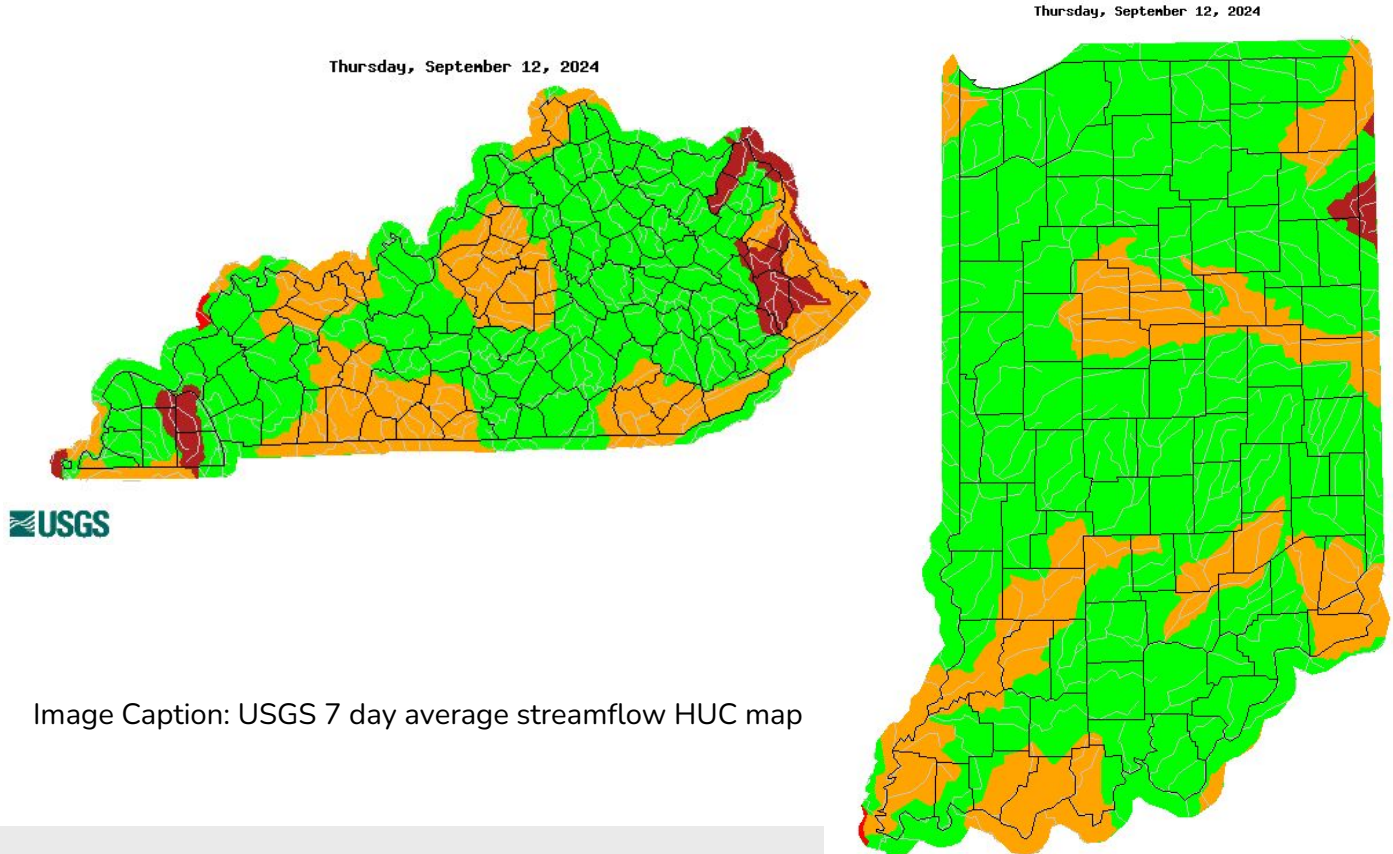 Thursday, September 12, 2024
Thursday, September 12, 2024
USGS
Image Caption: USGS 7 day average streamflow HUC map